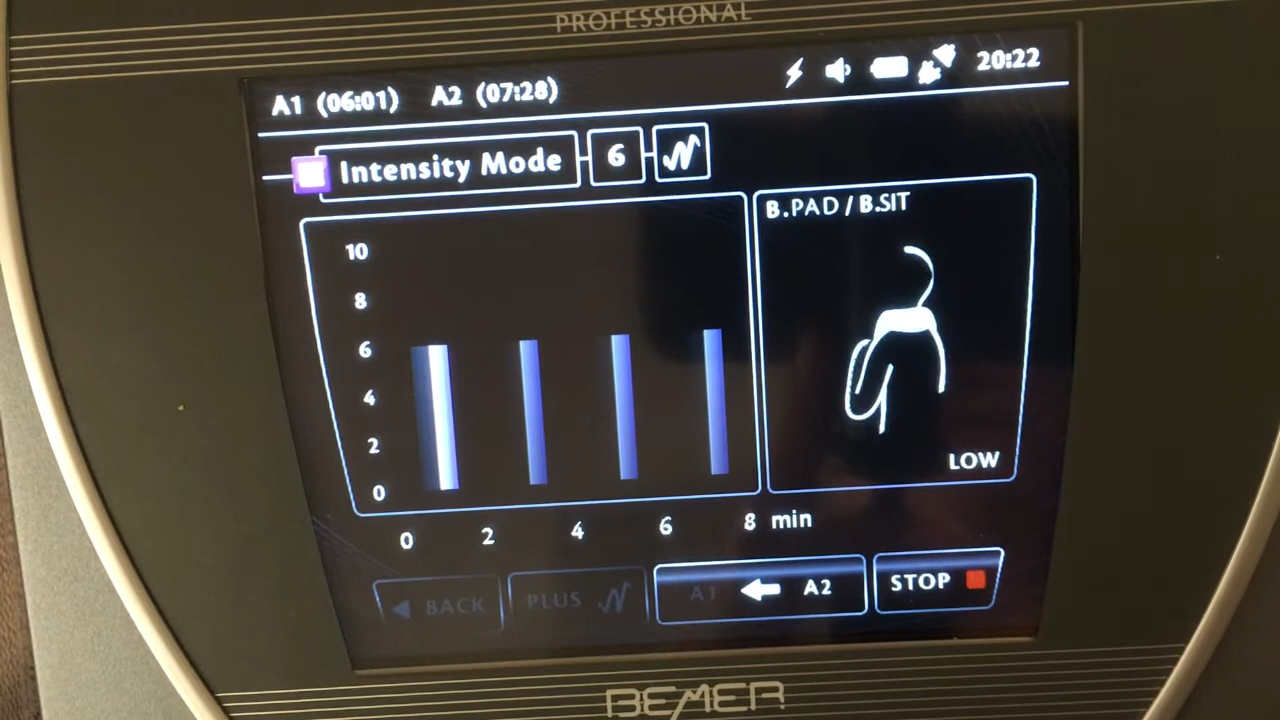 PROFESSIONAL
A1 (06:01) A2 (07:28) 20:22
Intensity Mode 6
B.PAD / B.SIT
10
8
6
4
2
0
LOW
0 2 4 6 8 min
BACK PLUS A1 A2 STOP
BEMER